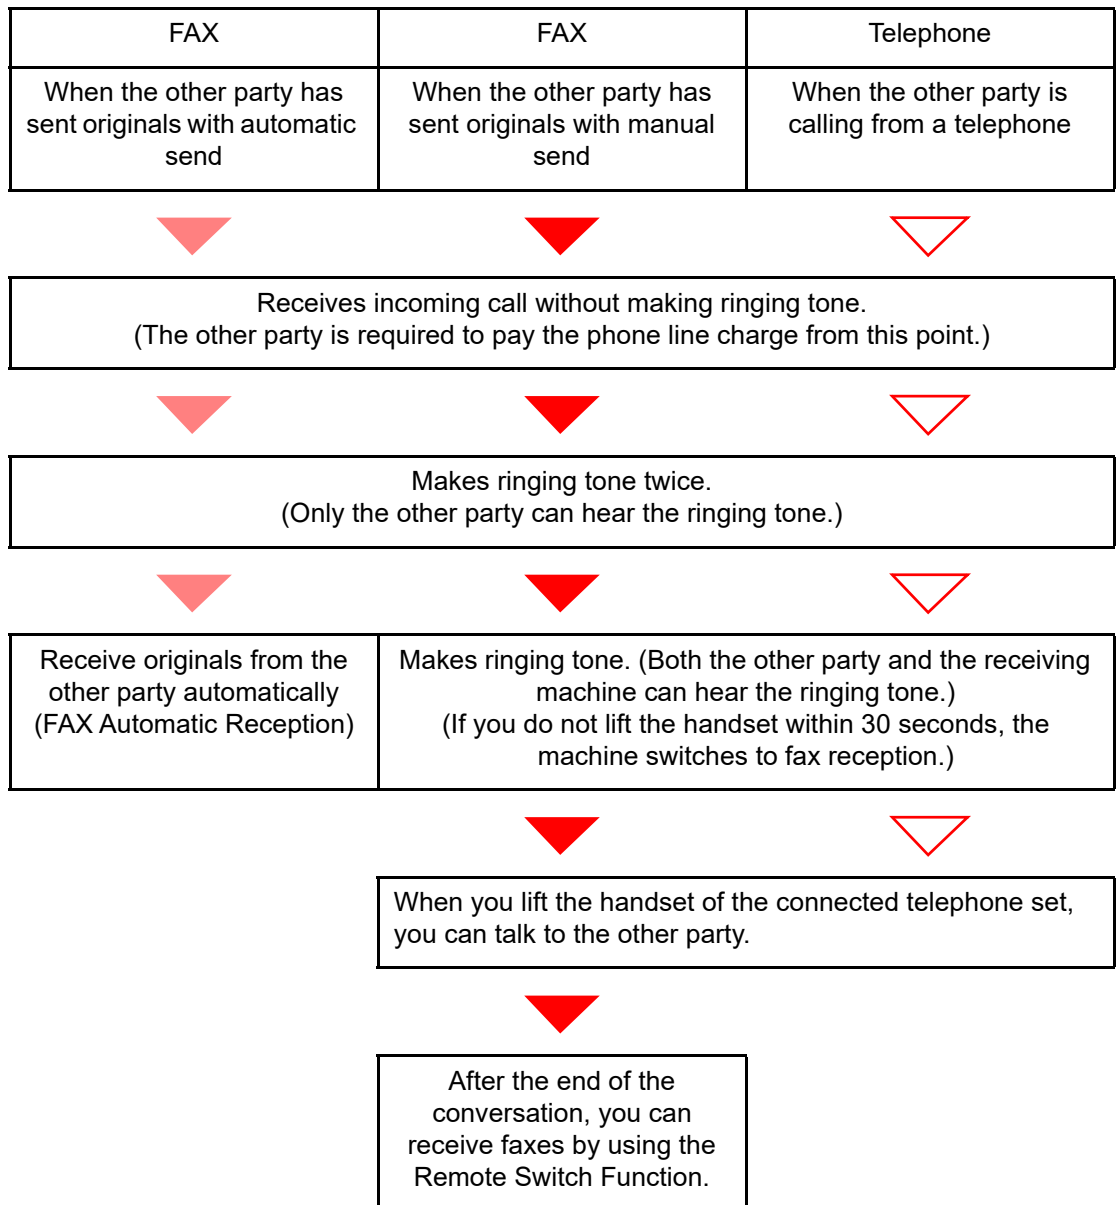 FAX
FAX
Telephone
When the other party has
sent originals with automatic
send
When the other party has
sent originals with manual
send
When the other party is
calling from a telephone
Receives incoming call without making ringing tone.
(The other party is required to pay the phone line charge from this point.)
Makes ringing tone twice.
(Only the other party can hear the ringing tone.)
Receive originals from the
other party automatically
(FAX Automatic Reception)
Makes ringing tone. (Both the other party and the receiving
machine can hear the ringing tone.)
(If you do not lift the handset within 30 seconds, the
machine switches to fax reception.)
When you lift the handset of the connected telephone set,
you can talk to the other party.
After the end of the
conversation, you can
receive faxes by using the
Remote Switch Function.